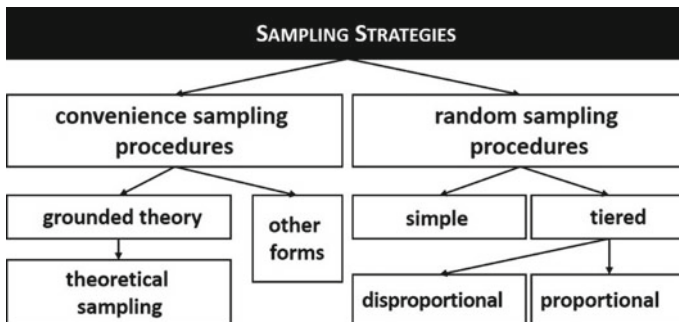 SAMPLING STRATEGIES
convenience sampling
procedures
random sampling
procedures
grounded theory
other
forms
simple
tiered
theoretical
sampling
disproportional
proportional